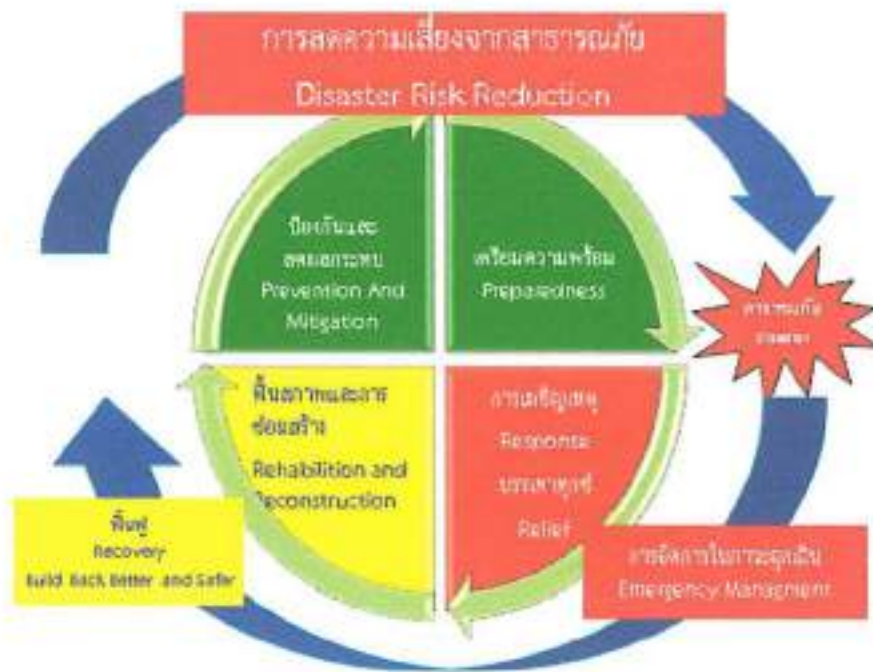 การลดความเสี่ยงจากสาธารณภัย
Disaster Risk Reduction
ป้องกันและ
ลดผลกระทบ
Prevention And
Mitigation
เตรียมความพร้อม
Preparedness
ฟื้นสภาพและการ
ซ่อมสร้าง
Rehabilition and
Reconstruction
การเผชิญเหตุ
Response
บรรเทาทุกข์
Relief
ฟื้นฟู
Recovery
Build Back Better and Safer
การจัดการในภาวะฉุกเฉิน
Emergency Managment